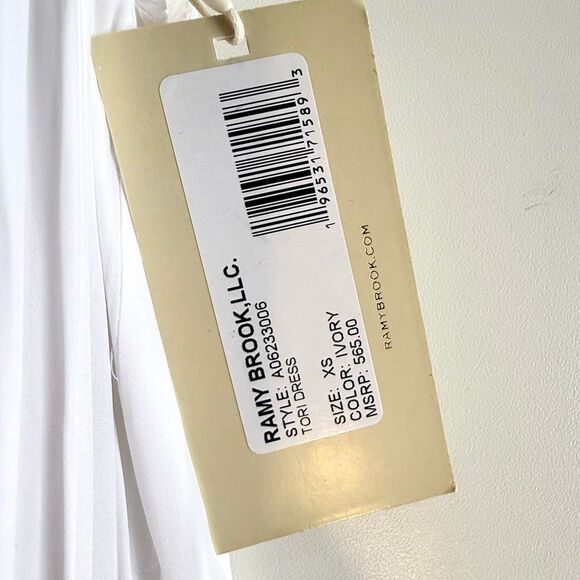 1 96531 71589 3
RAMY BROOK,LLC.
STYLE: A06233006
TORI DRESS
SIZE: XS
COLOR: IVORY
MSRP: 565.00
RAMYBROOK.COM